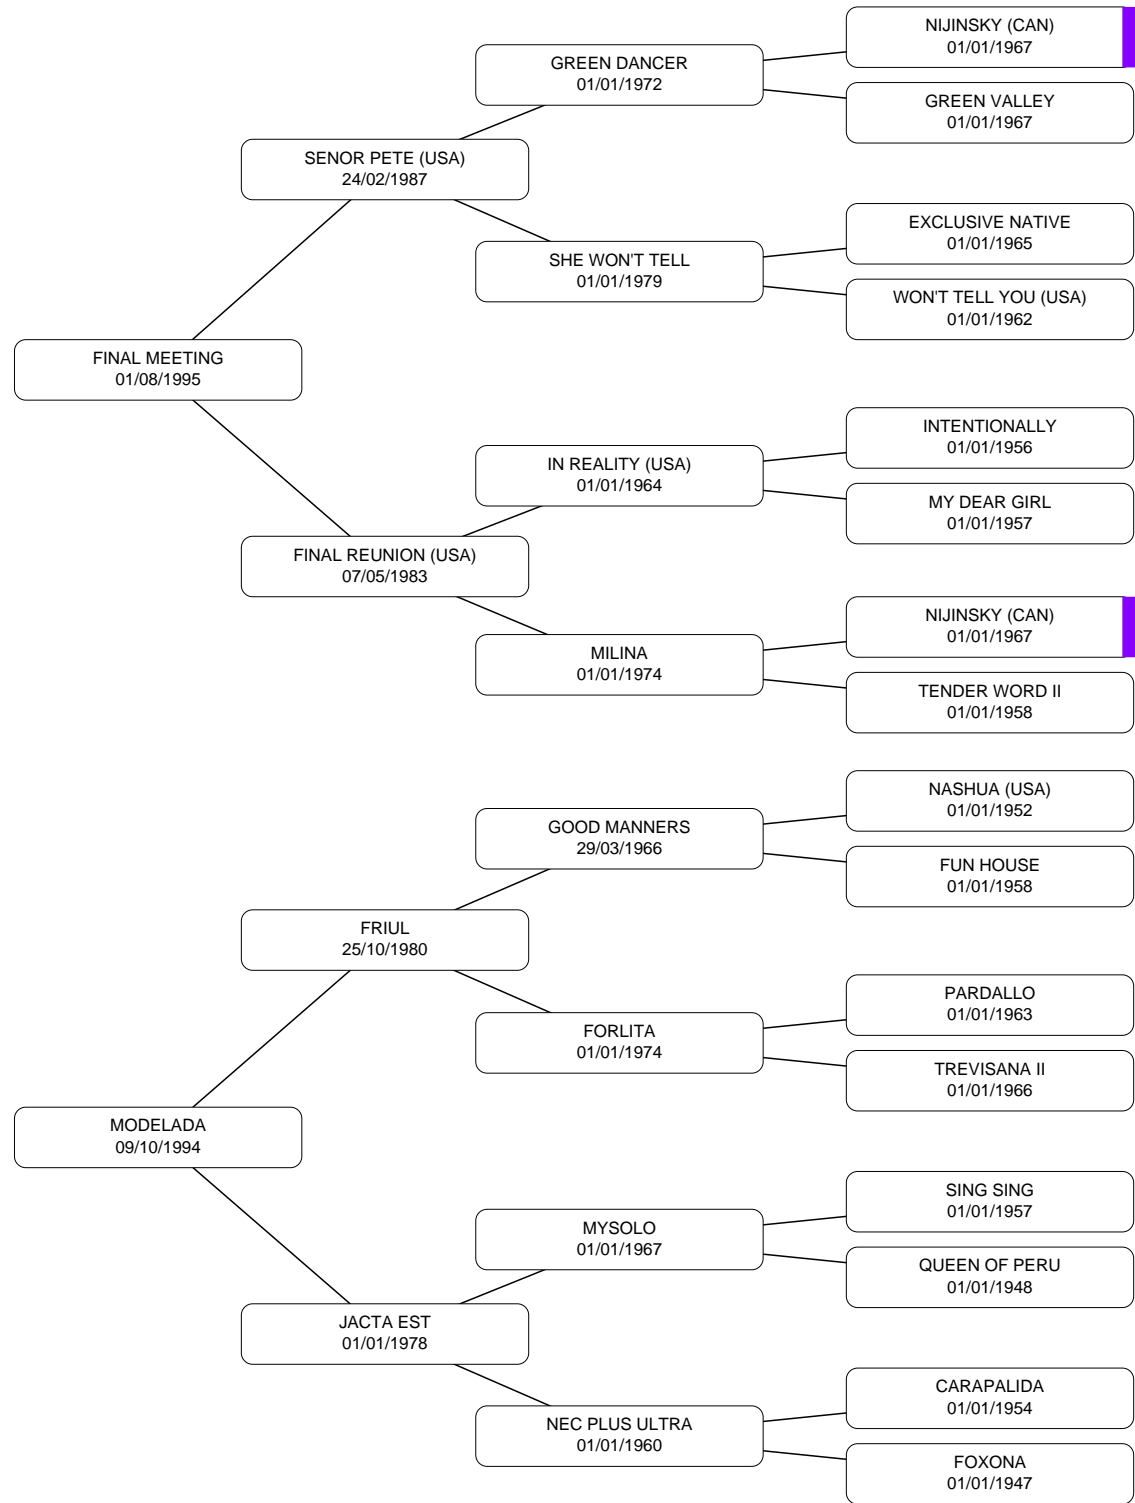 NIJINSKY (CAN)
01/01/1967
GREEN DANCER
01/01/1972
GREEN VALLEY
01/01/1967
SENOR PETE (USA)
24/02/1987
EXCLUSIVE NATIVE
01/01/1965
SHE WON'T TELL
01/01/1979
WON'T TELL YOU (USA)
01/01/1962
FINAL MEETING
01/08/1995
INTENTIONALLY
01/01/1956
IN REALITY (USA)
01/01/1964
MY DEAR GIRL
01/01/1957
FINAL REUNION (USA)
07/05/1983
NIJINSKY (CAN)
01/01/1967
MILINA
01/01/1974
TENDER WORD II
01/01/1958
NASHUA (USA)
01/01/1952
GOOD MANNERS
29/03/1966
FUN HOUSE
01/01/1958
FRIUL
25/10/1980
PARDALLO
01/01/1963
FORLITA
01/01/1974
TREVISANA II
01/01/1966
MODELADA
09/10/1994
SING SING
01/01/1957
MYSOLO
01/01/1967
QUEEN OF PERU
01/01/1948
JACTA EST
01/01/1978
CARAPALIDA
01/01/1954
NEC PLUS ULTRA
01/01/1960
FOXONA
01/01/1947